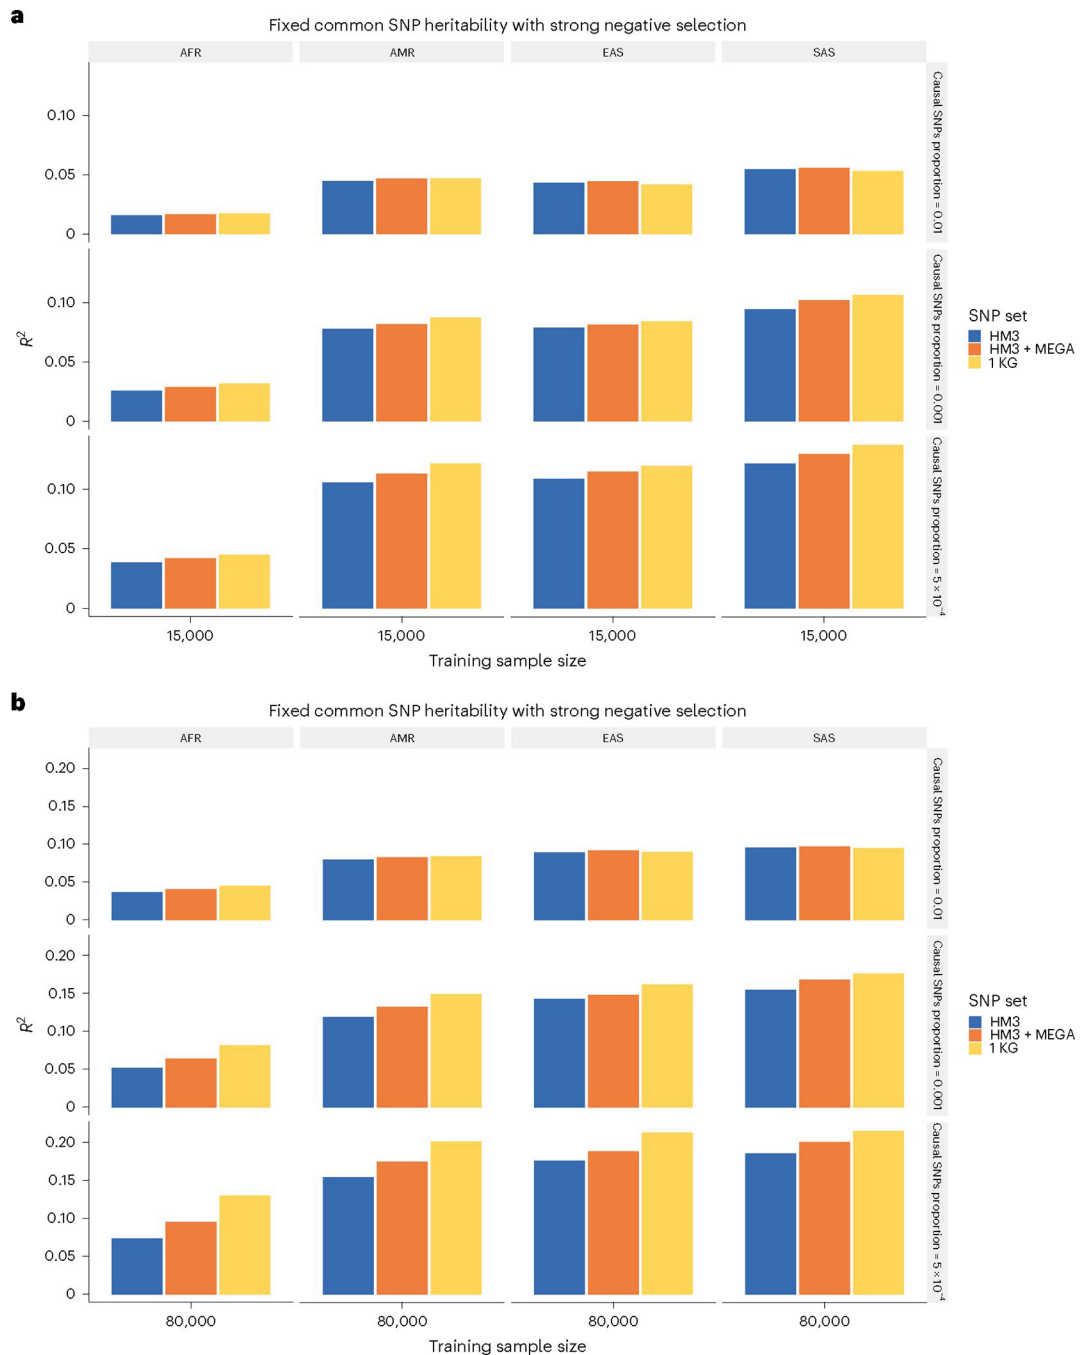 a
Fixed common SNP heritability with strong negative selection
AFR AMR EAS SAS
0.10
0.05
0
Causal SNPs proportion = 0.01
0.10
0.05
0
Causal SNPs proportion = 0.001
0.10
0.05
0
Causal SNPs proportion = 5 × 10⁻⁴
R²
SNP set
HM3
HM3 + MEGA
1 KG
15,000 15,000 15,000 15,000
Training sample size
b
Fixed common SNP heritability with strong negative selection
AFR AMR EAS SAS
0.20
0.15
0.10
0.05
0
Causal SNPs proportion = 0.01
0.20
0.15
0.10
0.05
0
Causal SNPs proportion = 0.001
0.20
0.15
0.10
0.05
0
Causal SNPs proportion = 5 × 10⁻⁴
R²
SNP set
HM3
HM3 + MEGA
1 KG
80,000 80,000 80,000 80,000
Training sample size